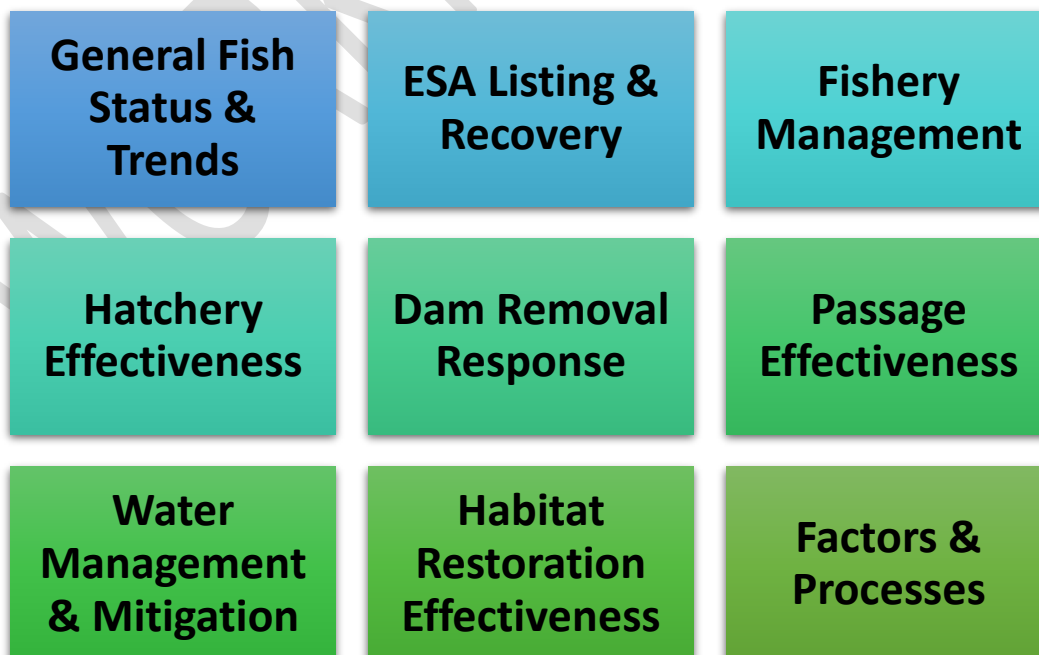 General Fish
Status &
Trends
ESA Listing &
Recovery
Fishery
Management
Hatchery
Effectiveness
Dam Removal
Response
Passage
Effectiveness
Water
Management
& Mitigation
Habitat
Restoration
Effectiveness
Factors &
Processes